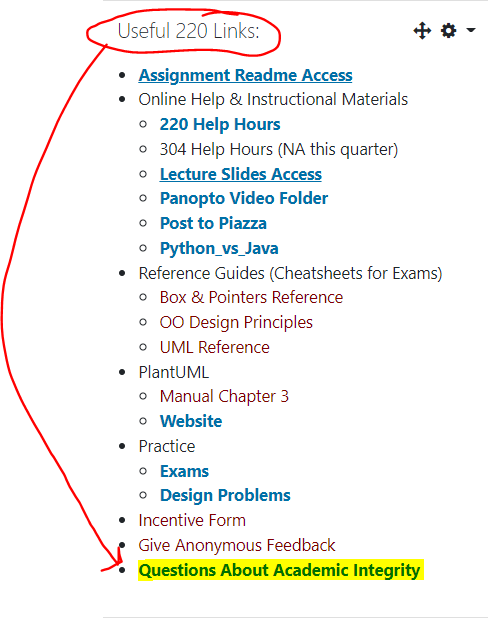 Useful 220 Links:
Assignment Readme Access
Online Help & Instructional Materials
220 Help Hours
304 Help Hours (NA this quarter)
Lecture Slides Access
Panopto Video Folder
Post to Piazza
Python_vs_Java
Reference Guides (Cheatsheets for Exams)
Box & Pointers Reference
OO Design Principles
UML Reference
PlantUML
Manual Chapter 3
Website
Practice
Exams
Design Problems
Incentive Form
Give Anonymous Feedback
Questions About Academic Integrity